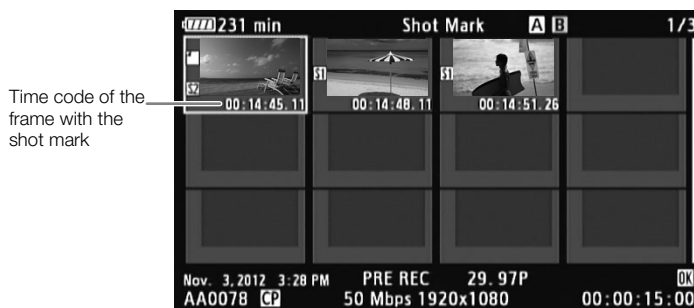 231 min Shot Mark A B 1/3
S2 00:14:45.11 S1 00:14:48.11 S1 00:14:51.26
Time code of the
frame with the
shot mark
Nov. 3,2012 3:28 PM PRE REC 29.97P OK
AA0078 CP 50 Mbps 1920x1080 00:00:15:00